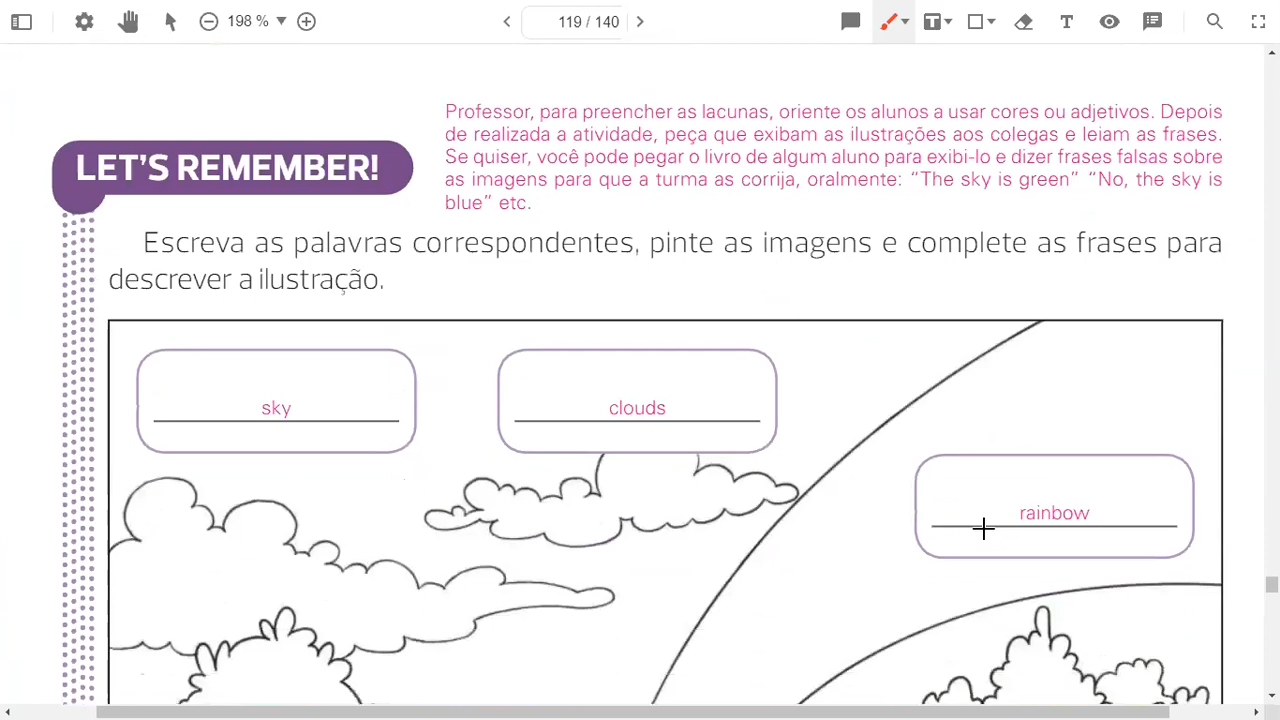 198 %
119 / 140
Professor, para preencher as lacunas, oriente os alunos a usar cores ou adjetivos. Depois
de realizada a atividade, peça que exibam as ilustrações aos colegas e leiam as frases.
Se quiser, você pode pegar o livro de algum aluno para exibi-lo e dizer frases falsas sobre
as imagens para que a turma as corrija, oralmente: “The sky is green” “No, the sky is
blue” etc.
LET’S REMEMBER!
Escreva as palavras correspondentes, pinte as imagens e complete as frases para
descrever a ilustração.
sky
clouds
rainbow